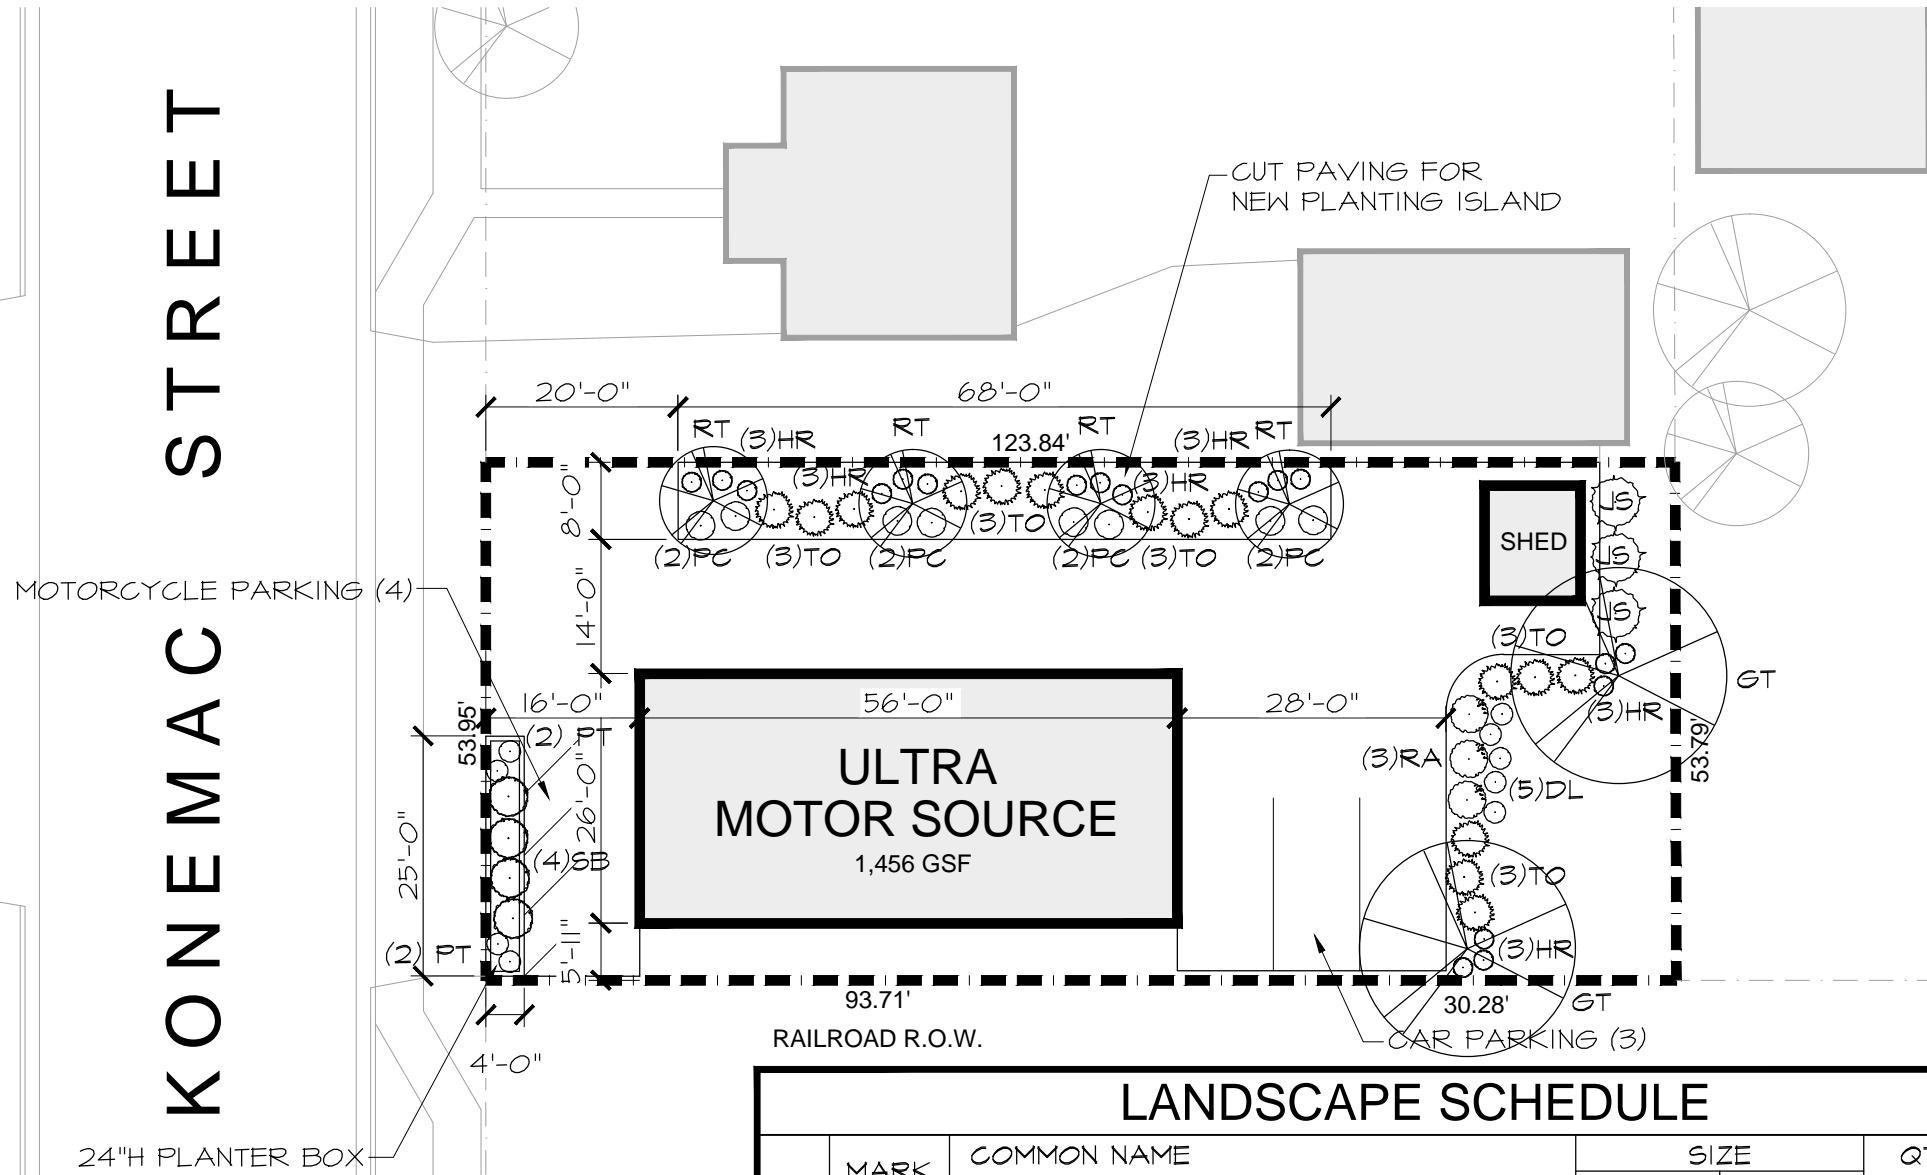 KONEMAC STREET
CUT PAVING FOR
NEW PLANTING ISLAND
20'-0"
68'-0"
RT
(3)HR
RT
123.84'
RT
(3)HR
RT
8'-0"
(3)HR
(3)HR
(3)TO
(2)PC
(3)TO
(2)PC
(2)PC
(3)TO
(2)PC
SHED
JS
JS
JS
MOTORCYCLE PARKING (4)
14'-0"
(3)TO
GT
16'-0"
56'-0"
28'-0"
(3)HR
53.95'
(2) PT
53.79'
ULTRA
MOTOR SOURCE
1,456 GSF
(3)RA
(5)DL
26'-0"
25'-0"
(4)SB
(3)TO
(2) PT
5'-11"
(3)HR
93.71'
30.28'
GT
RAILROAD R.O.W.
CAR PARKING (3)
4'-0"
24"H PLANTER BOX
LANDSCAPE SCHEDULE
MARK
COMMON NAME
SIZE